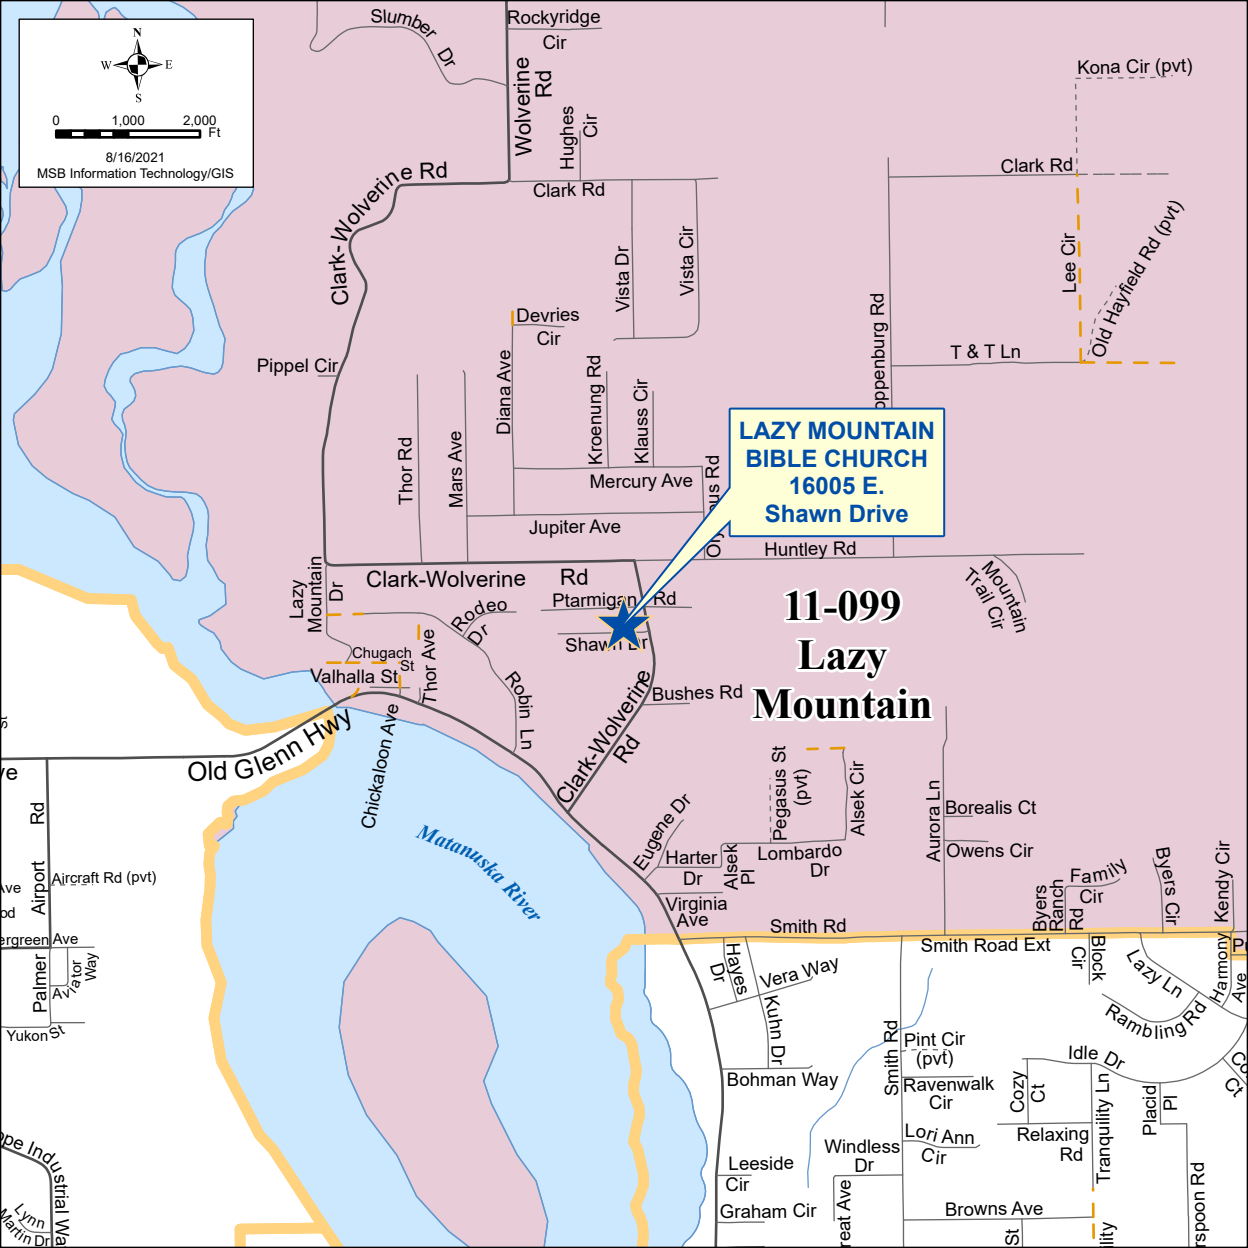 N
W E
S
0 1,000 2,000
Ft
8/16/2021
MSB Information Technology/GIS
Slumber Dr
Rockyridge
Cir
Wolverine
Rd
Hughes
Cir
Kona Cir (pvt)
Clark-Wolverine Rd
Clark Rd
Clark Rd
Vista Dr
Vista Cir
Lee Cir
Old Hayfield Rd (pvt)
T & T Ln
Pippel Cir
Devries
Cir
Diana Ave
Kroenung Rd
Klauss Cir
Thor Rd
Mars Ave
Mercury Ave
Jupiter Ave
LAZY MOUNTAIN
BIBLE CHURCH
16005 E.
Shawn Drive
Huntley Rd
Clark-Wolverine Rd
Lazy
Mountain
Dr
Ptarmigan Rd
Shawn Dr
Rodeo
Dr
Chugach
St
Valhalla St
Thor Ave
Robin Ln
Bushes Rd
Mountain
Trail Cir
11-099
Lazy
Mountain
Clark-Wolverine
Rd
Old Glenn Hwy
Chickaloon Ave
Matanuska River
Pegasus St
(pvt)
Alsek Cir
Aurora Ln
Borealis Ct
Owens Cir
Eugene Dr
Harter
Dr
Alsek
Pl
Lombardo
Dr
Virginia
Ave
Smith Rd
Smith Road Ext
Byers
Ranch
Rd
Family
Cir
Byers Cir
Kendy Cir
Airport
Rd
Aircraft Rd (pvt)
Ave
Palmer
Aviator
Way
Yukon St
Hayes
Dr
Vera Way
Kuhn Dr
Bohman Way
Block
Cir
Lazy Ln
Rambling Rd
Harmony
Ave
Smith Rd
Pint Cir
(pvt)
Ravenwalk
Cir
Lori Ann
Cir
Idle Dr
Cozy
Ct
Relaxing
Rd
Tranquility Ln
Placid
Pl
Ct
Windless
Dr
Leeside
Cir
Graham Cir
Browns Ave
St
Industrial
Lynn
Martin Dr